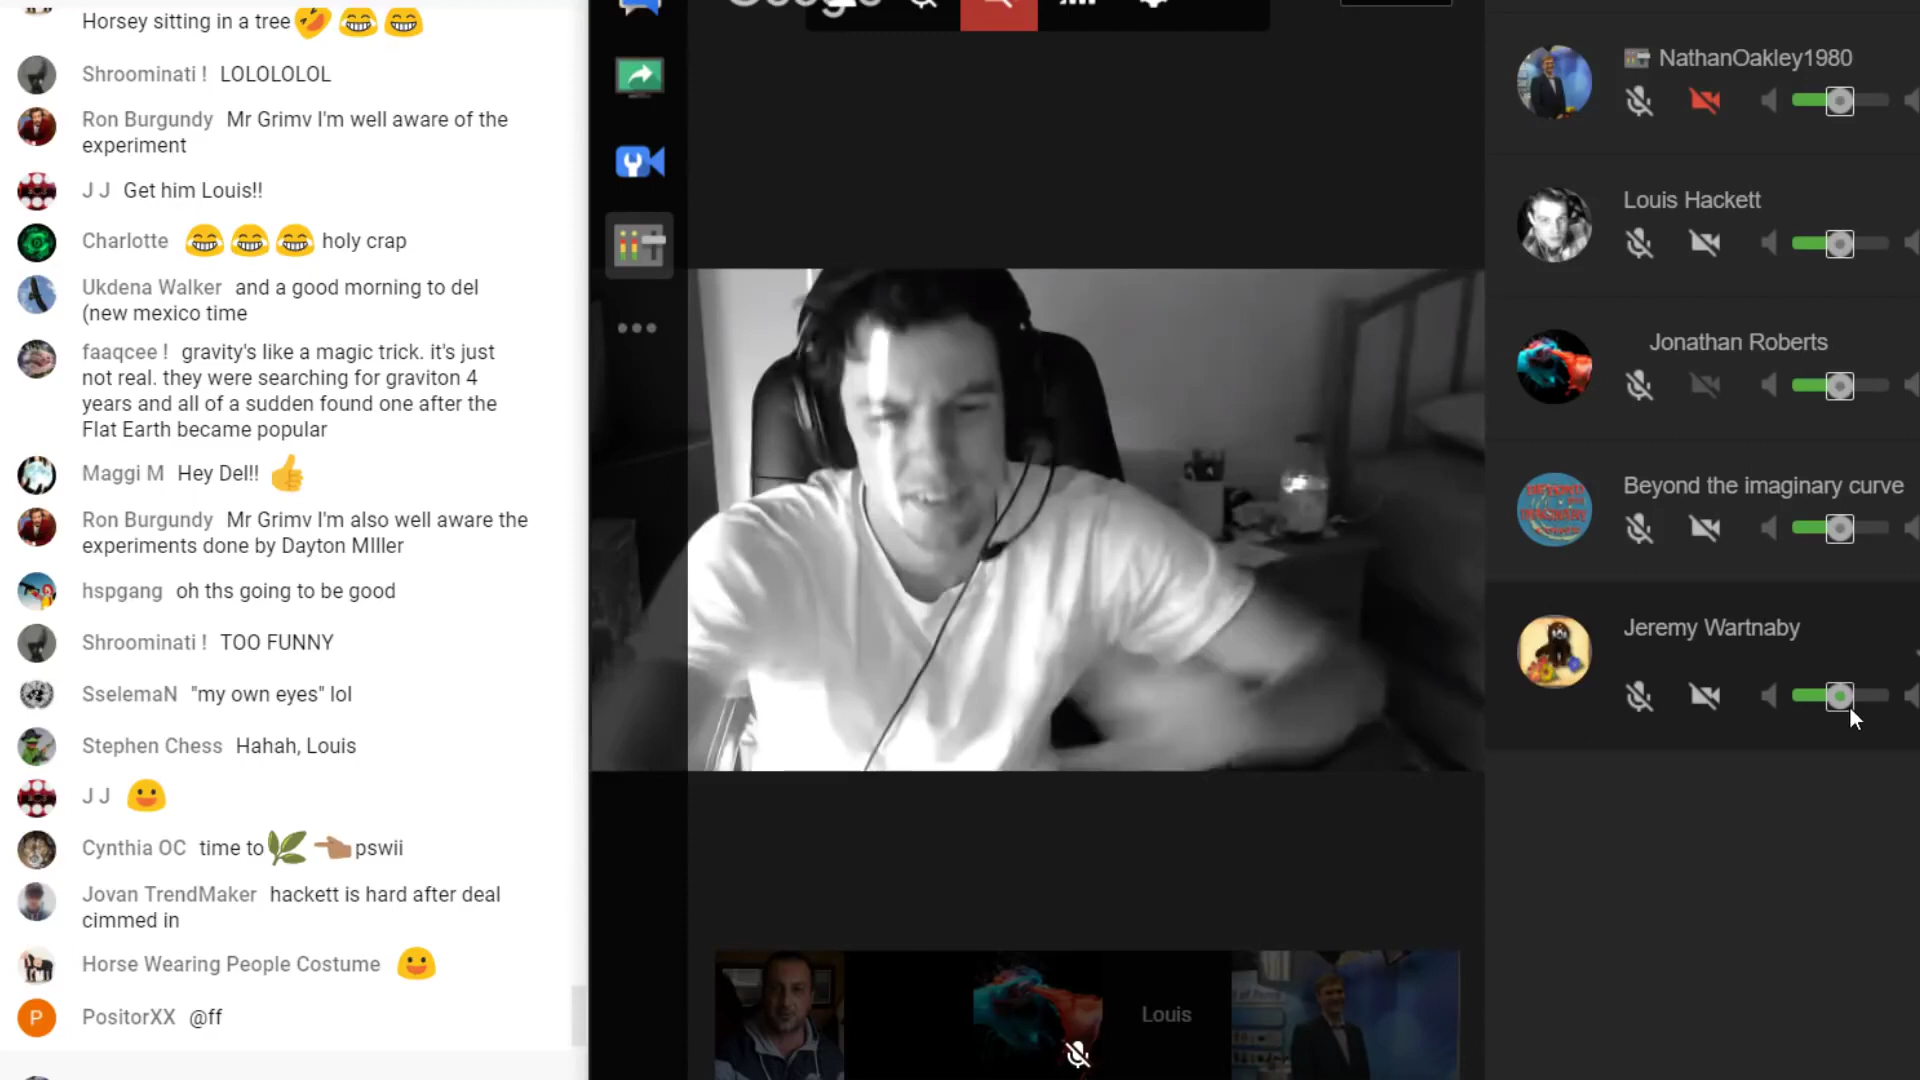 Horsey sitting in a tree🤣😂😂
Shroominati ! LOLOLOLOL
Ron Burgundy Mr Grimv I'm well aware of the
experiment
J J Get him Louis!!
Charlotte 😂😂😂 holy crap
Ukdena Walker and a good morning to del
(new mexico time
faaqcee ! gravity's like a magic trick. it's just
not real. they were searching for graviton 4
years and all of a sudden found one after the
Flat Earth became popular
Maggi M Hey Del!! 👍
Ron Burgundy Mr Grimv I'm also well aware the
experiments done by Dayton MIller
hspgang oh ths going to be good
Shroominati ! TOO FUNNY
SselemaN "my own eyes" lol
Stephen Chess Hahah, Louis
J J 😃
Cynthia OC time to🌿👈🏽pswii
Jovan TrendMaker hackett is hard after deal
cimmed in
Horse Wearing People Costume 😃
P
PositorXX @ff
Google
Louis
NathanOakley1980
Louis Hackett
Jonathan Roberts
Beyond the imaginary curve
BEYOND
IMAGINARY
Jeremy Wartnaby